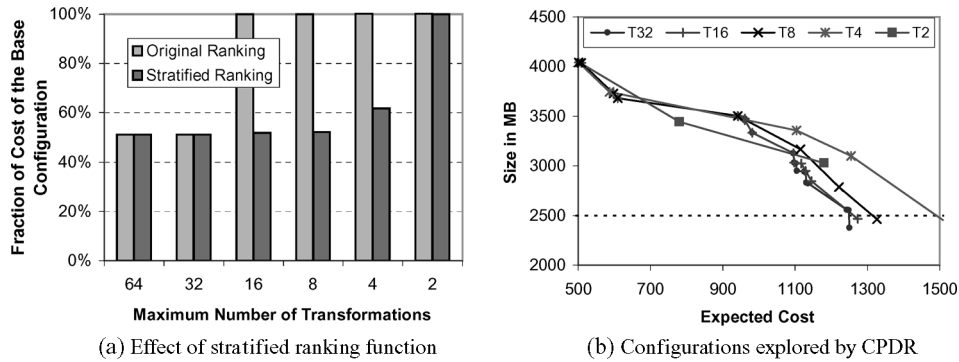 Fraction of Cost of the Base
Configuration
100%
80%
60%
40%
20%
0%
Original Ranking
Stratified Ranking
64 32 16 8 4 2
Maximum Number of Transformations
(a) Effect of stratified ranking function
Size in MB
4500
4000
3500
3000
2500
2000
T32 T16 T8 T4 T2
500 700 900 1100 1300 1500
Expected Cost
(b) Configurations explored by CPDR